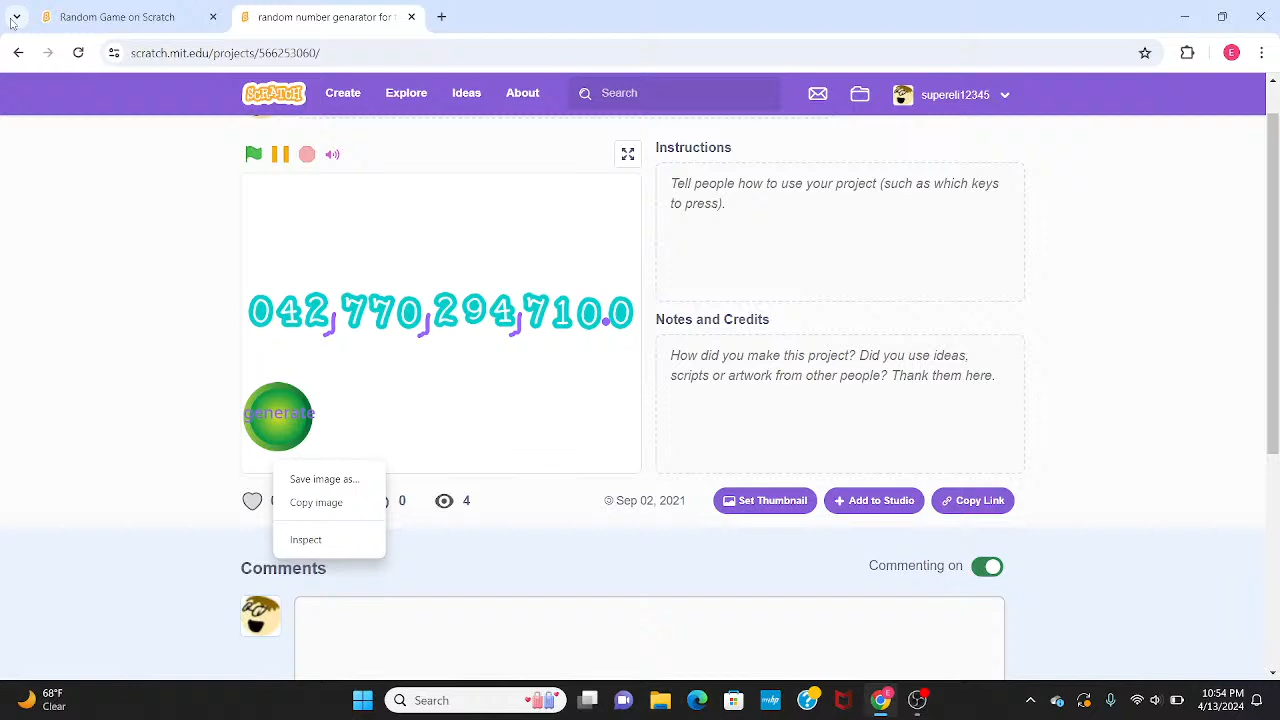 Random Game on Scratch
random number genarator for
scratch.mit.edu/projects/566253060/
E
SCRATCH
Create
Explore
Ideas
About
Search
supereli12345
Instructions
Tell people how to use your project (such as which keys
to press).
042,770,294,710.0
generate
Notes and Credits
How did you make this project? Did you use ideas,
scripts or artwork from other people? Thank them here.
Save image as...
Copy image
Inspect
0
4
© Sep 02, 2021
Set Thumbnail
Add to Studio
Copy Link
Comments
Commenting on
68°F
Clear
Search
myhp
E
10:54 PM
4/13/2024